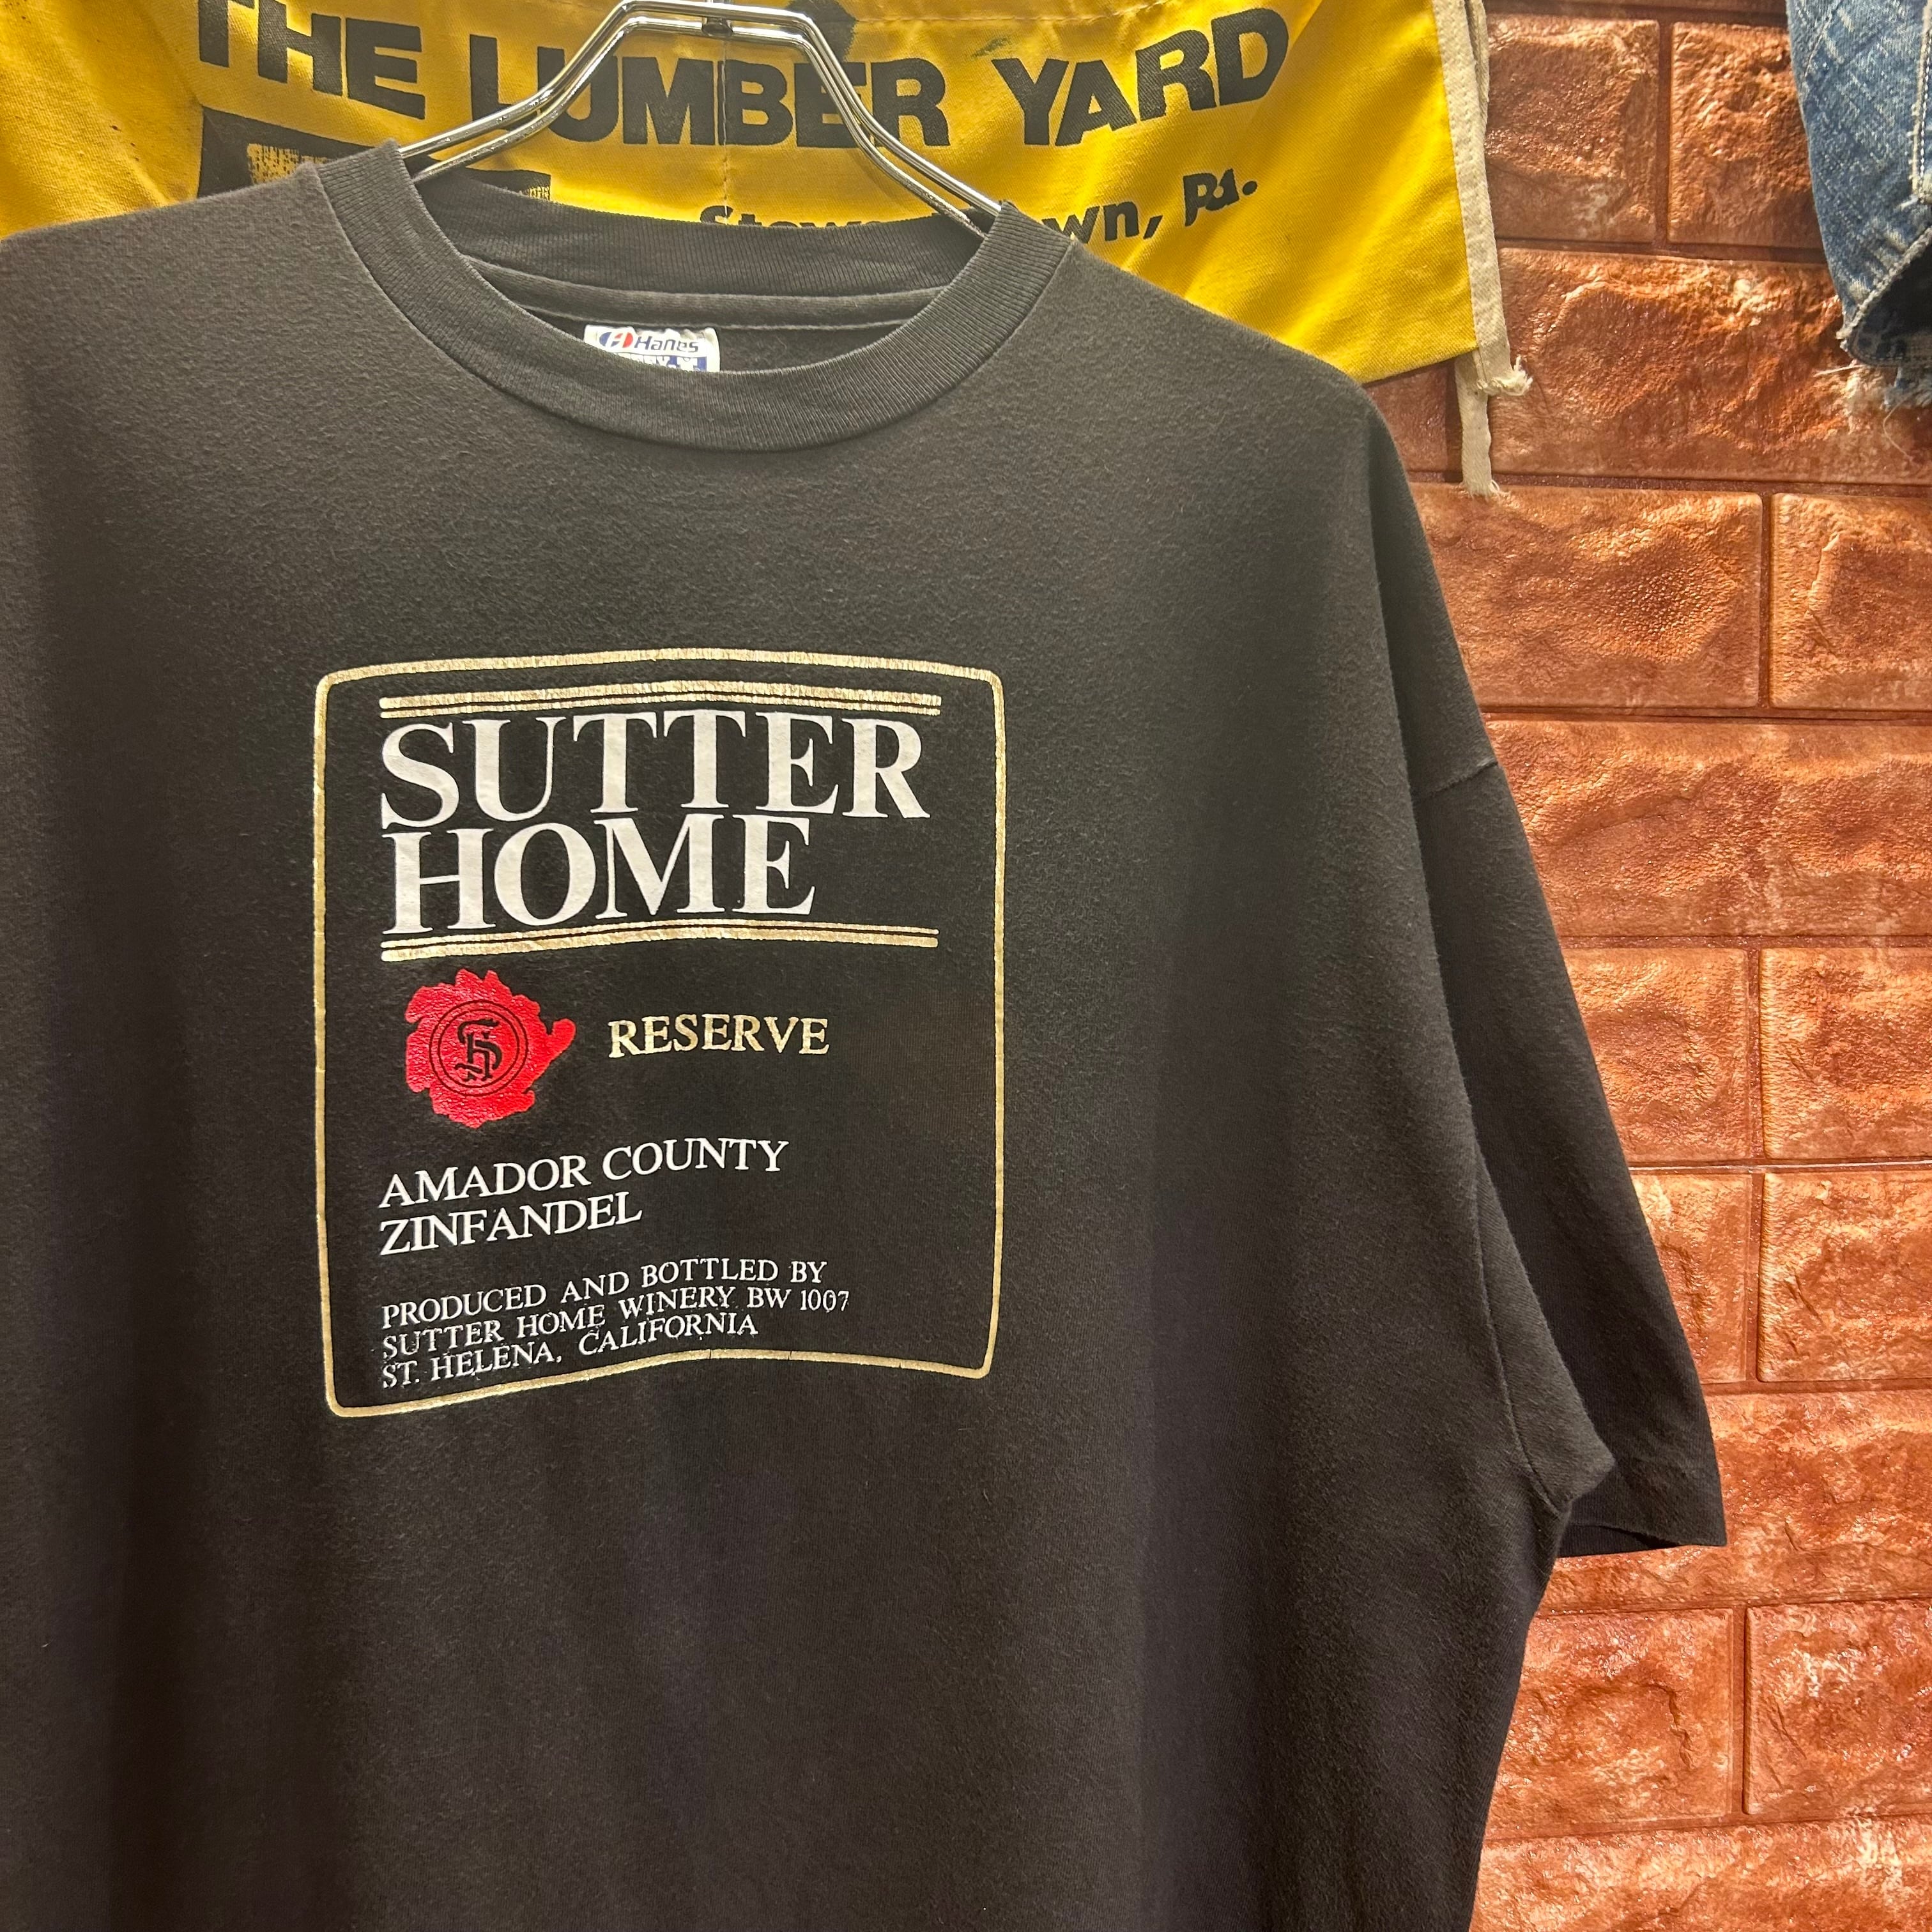 THE LUMBER YARD
Pa.
Hanes
SUTTER
HOME
RESERVE
AMADOR COUNTY
ZINFANDEL
PRODUCED AND BOTTLED BY
SUTTER HOME WINERY BW 1007
ST. HELENA, CALIFORNIA